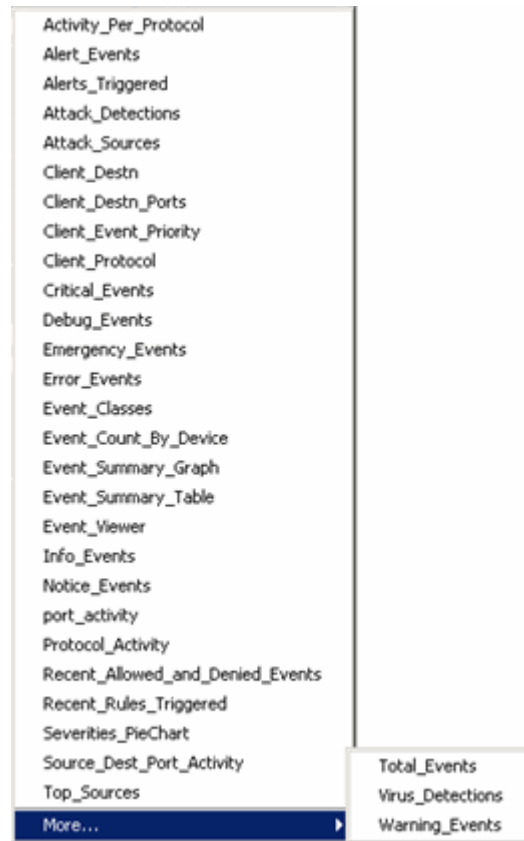 Activity_Per_Protocol
Alert_Events
Alerts_Triggered
Attack_Detections
Attack_Sources
Client_Destn
Client_Destn_Ports
Client_Event_Priority
Client_Protocol
Critical_Events
Debug_Events
Emergency_Events
Error_Events
Event_Classes
Event_Count_By_Device
Event_Summary_Graph
Event_Summary_Table
Event_Viewer
Info_Events
Notice_Events
port_activity
Protocol_Activity
Recent_Allowed_and_Denied_Events
Recent_Rules_Triggered
Severities_PieChart
Source_Dest_Port_Activity
Top_Sources
More...
Total_Events
Virus_Detections
Warning_Events